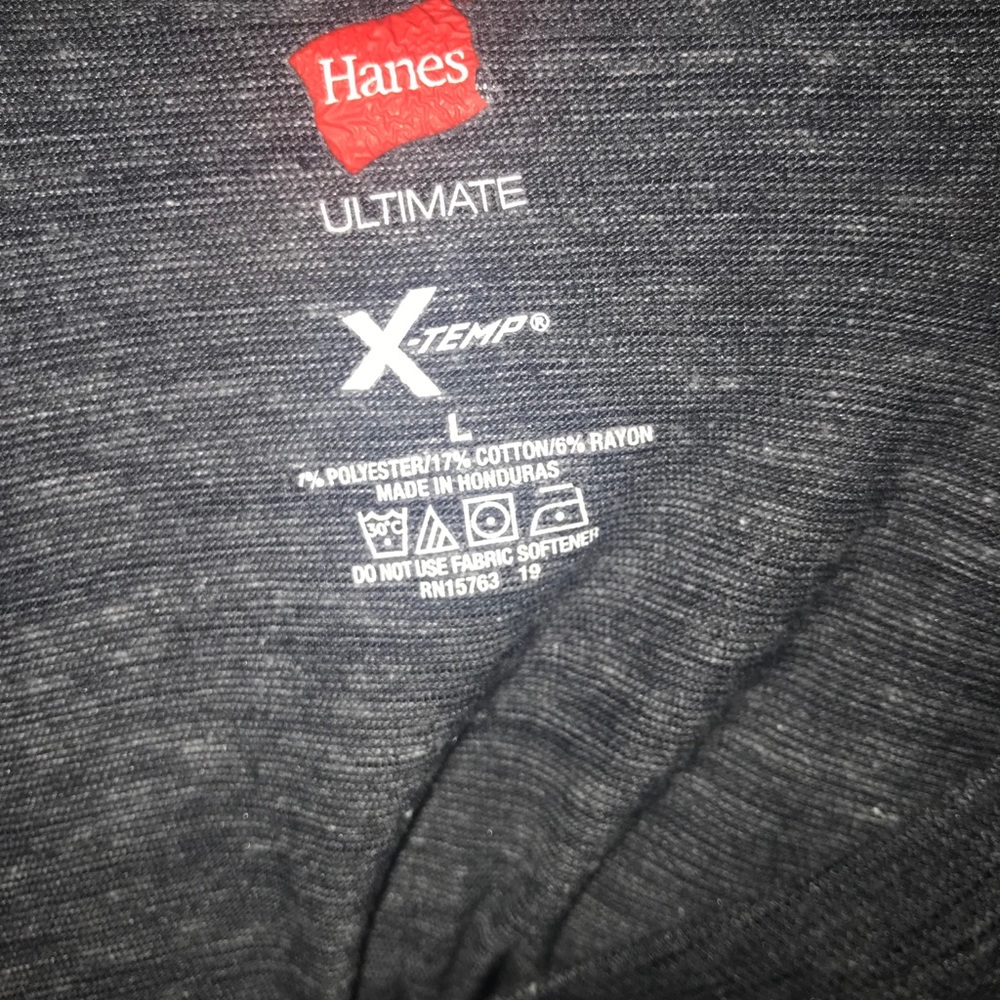 Hanes
ULTIMATE
X-TEMP®
L
7% POLYESTER/17% COTTON/6% RAYON
MADE IN HONDURAS
30°C
DO NOT USE FABRIC SOFTENER
RN15763 19